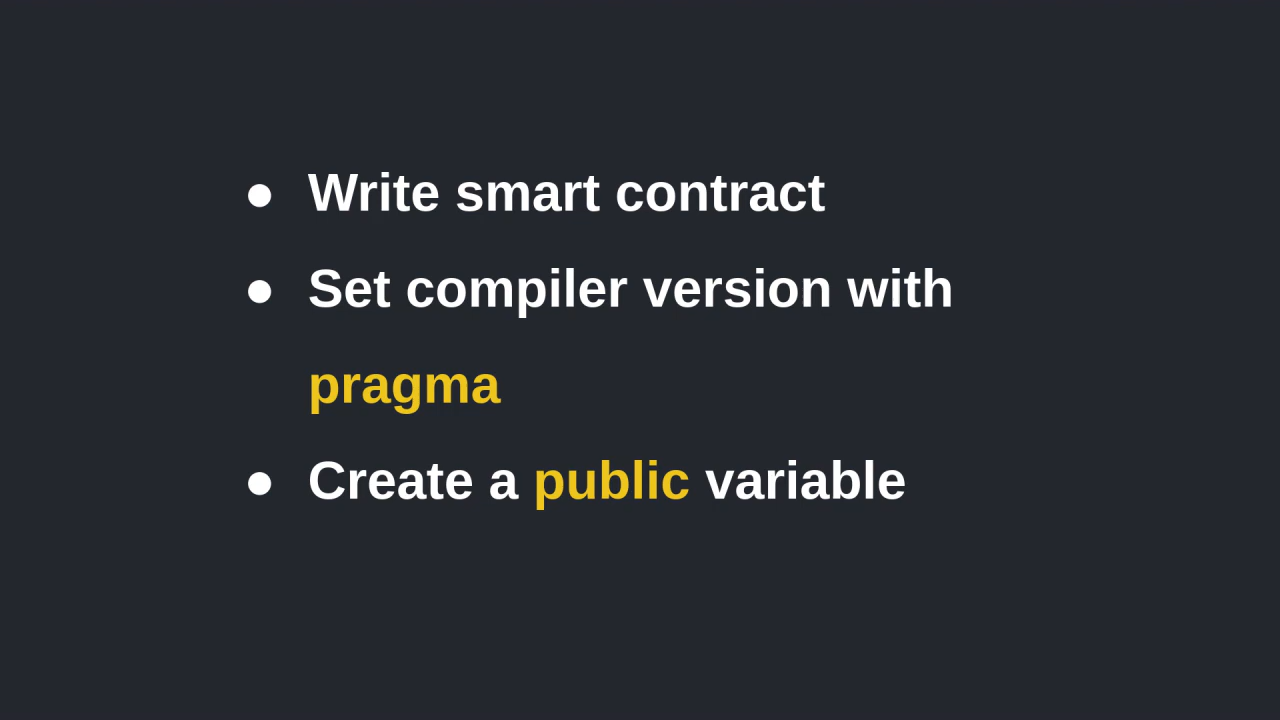 ● Write smart contract
● Set compiler version with
pragma
● Create a public variable